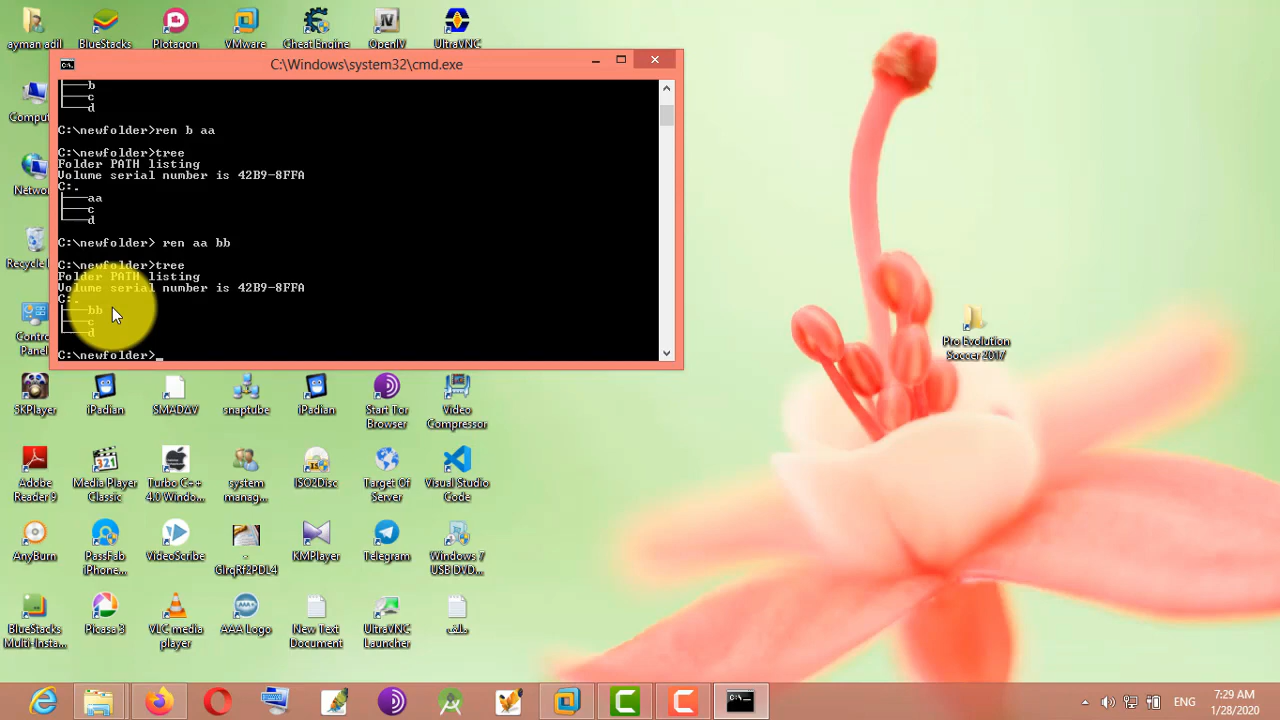 ayman adil
BlueStacks
Plotagon
VMware
Cheat Engine
OpenIV
UltraVNC
C:\Windows\system32\cmd.exe
b
c
d
C:\newfolder>ren b aa
C:\newfolder>tree
Folder PATH listing
Volume serial number is 42B9-8FFA
C:.
aa
c
d
C:\newfolder> ren aa bb
C:\newfolder>tree
Folder PATH listing
Volume serial number is 42B9-8FFA
C:.
bb
c
d
C:\newfolder>_
Pro Evolution
Soccer 2017
5KPlayer
iPadian
SMADΔV
snaptube
iPadian
Start Tor
Browser
Video
Compressor
Adobe
Reader 9
Media Player
Classic
Turbo C++
4.0 Windo...
system
manag...
ISO2Disc
Target Of
Server
Visual Studio
Code
AnyBurn
PassFab
iPhone...
VideoScribe
-
GIrqRf2PDL4
KMPlayer
Telegram
Windows 7
USB DVD...
BlueStacks
Multi-Insta...
Picasa 3
VLC media
player
AAA Logo
New Text
Document
UltraVNC
Launcher
ملف
ENG
7:29 AM
1/28/2020